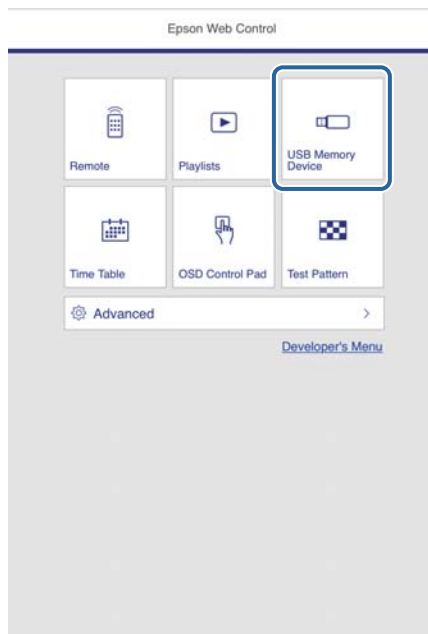 Epson Web Control
Remote
Playlists
USB Memory
Device
Time Table
OSD Control Pad
Test Pattern
Advanced
Developer's Menu